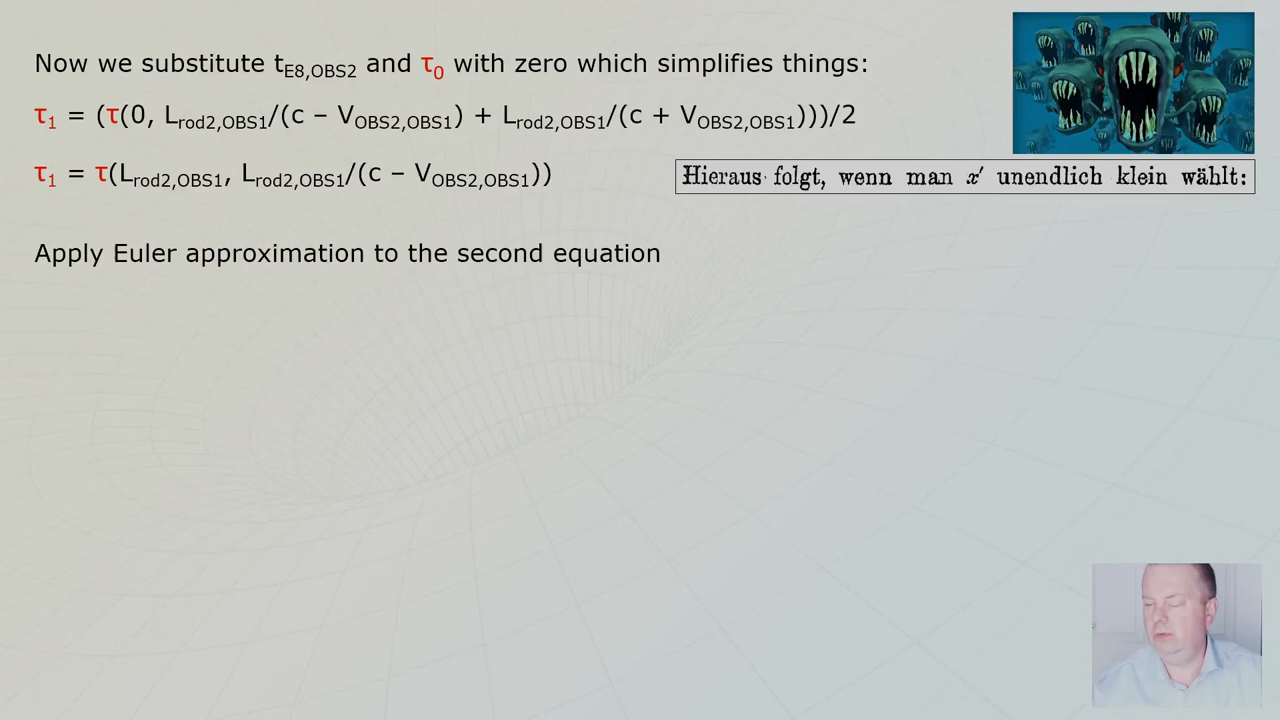 Now we substitute tE8,OBS2 and τ0 with zero which simplifies things:
τ1 = (τ(0, Lrod2,OBS1/(c – VOBS2,OBS1) + Lrod2,OBS1/(c + VOBS2,OBS1)))/2
τ1 = τ(Lrod2,OBS1, Lrod2,OBS1/(c – VOBS2,OBS1))
Hieraus folgt, wenn man x′ unendlich klein wählt:
Apply Euler approximation to the second equation